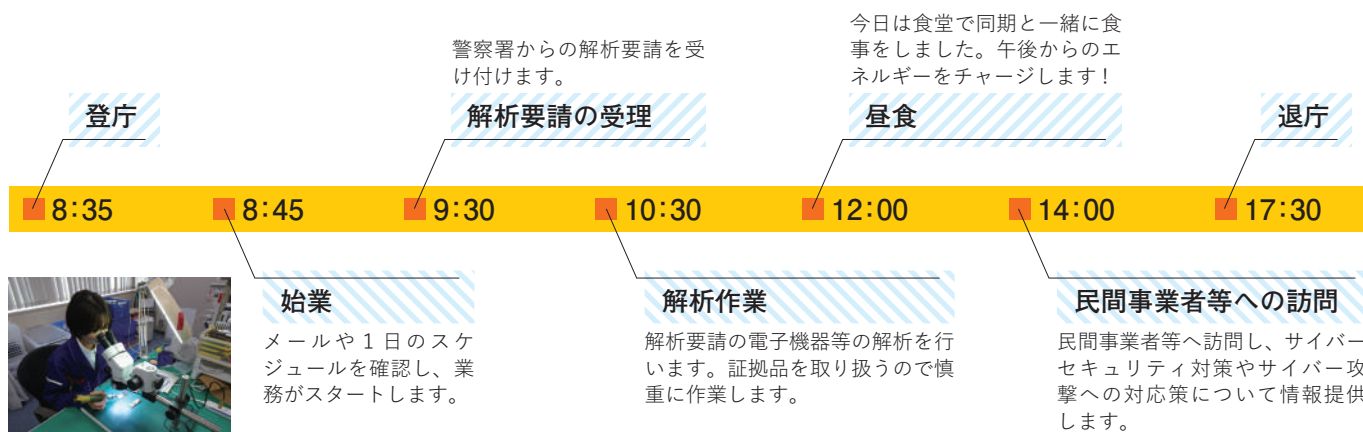 警察署からの解析要請を受
け付けます。
今日は食堂で同期と一緒に食
事をしました。午後からのエ
ネルギーをチャージします！
登庁
解析要請の受理
昼食
退庁
8：35
8：45
9：30
10：30
12：00
14：00
17：30
始業
メールや１日のスケ
ジュールを確認し、業
務がスタートします。
解析作業
解析要請の電子機器等の解析を行
います。証拠品を取り扱うので慎
重に作業します。
民間事業者等への訪問
民間事業者等へ訪問し、サイバー
セキュリティ対策やサイバー攻
撃への対応策について情報提供
します。